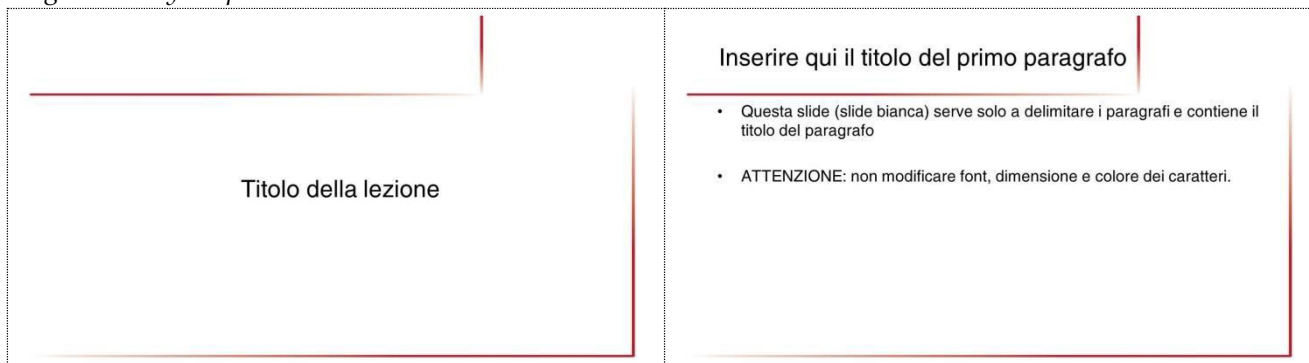 Titolo della lezione
Inserire qui il titolo del primo paragrafo
• Questa slide (slide bianca) serve solo a delimitare i paragrafi e contiene il
titolo del paragrafo
• ATTENZIONE: non modificare font, dimensione e colore dei caratteri.